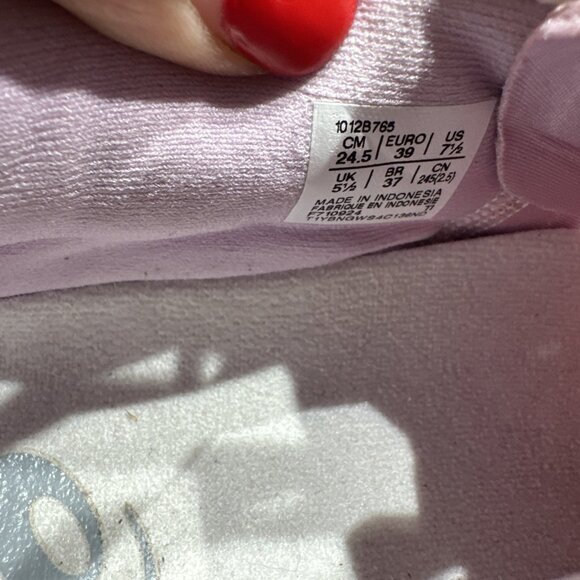 1012B765
CM EURO US
24.5 39 7½
UK BR CN
5½ 37 245(2.5)
MADE IN INDONESIA
FABRIQUE EN INDONESIE
F710924